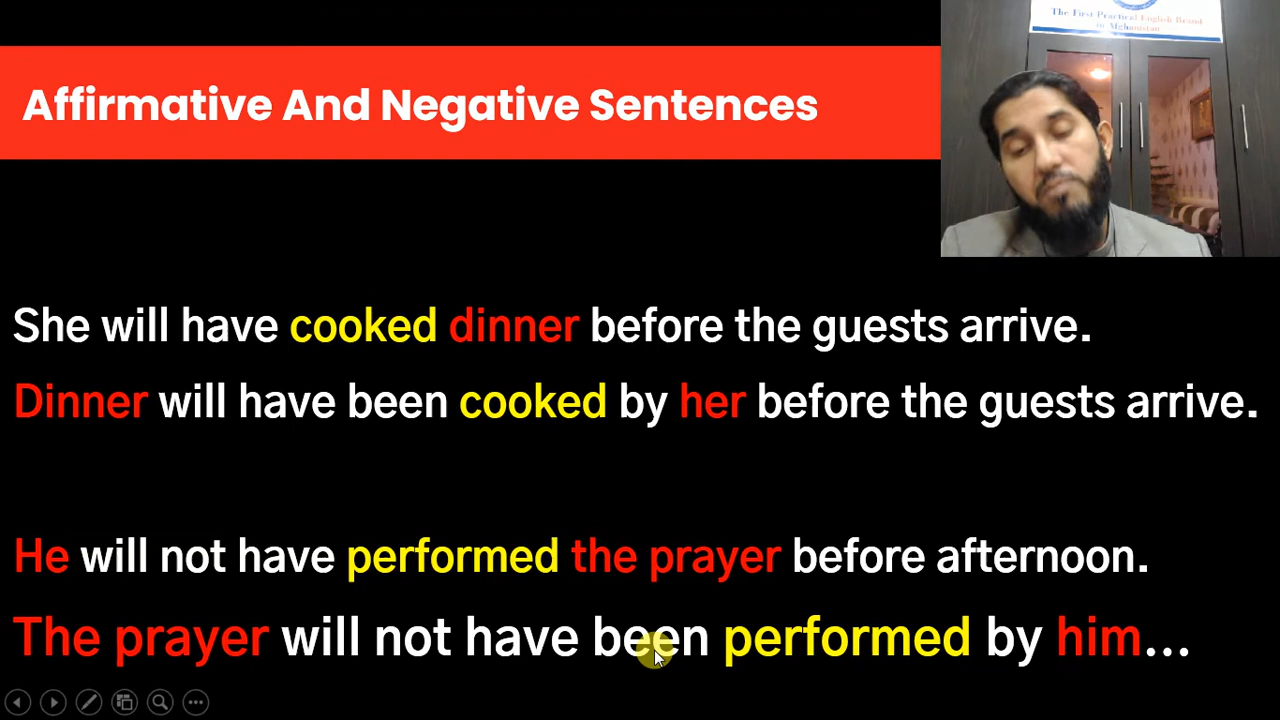 The First Practical English Brand
in Afghanistan
Affirmative And Negative Sentences
She will have cooked dinner before the guests arrive.
Dinner will have been cooked by her before the guests arrive.
He will not have performed the prayer before afternoon.
The prayer will not have been performed by him...